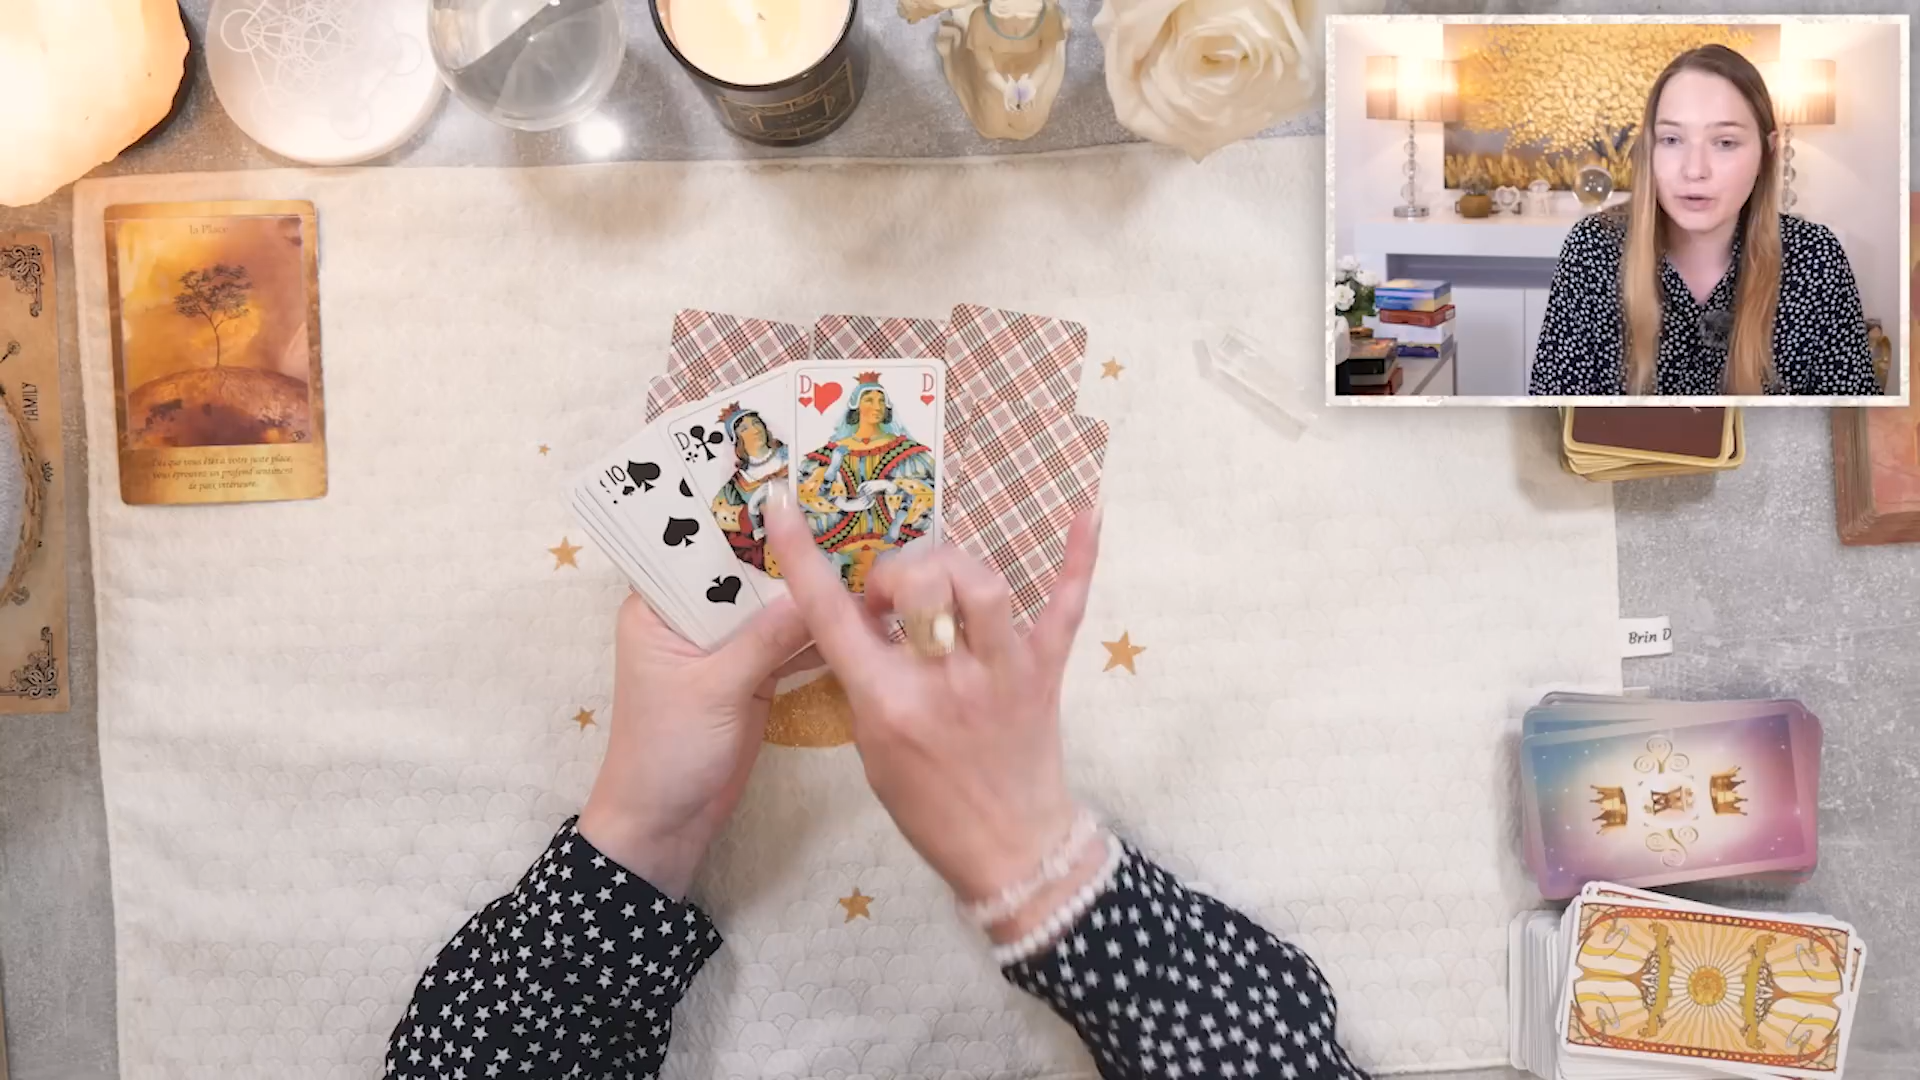 la Place
Dès que vous êtes à votre juste place,
vous éprouvez un profond sentiment
de paix intérieure.
FAMILY
10
D
D
D
Brin D